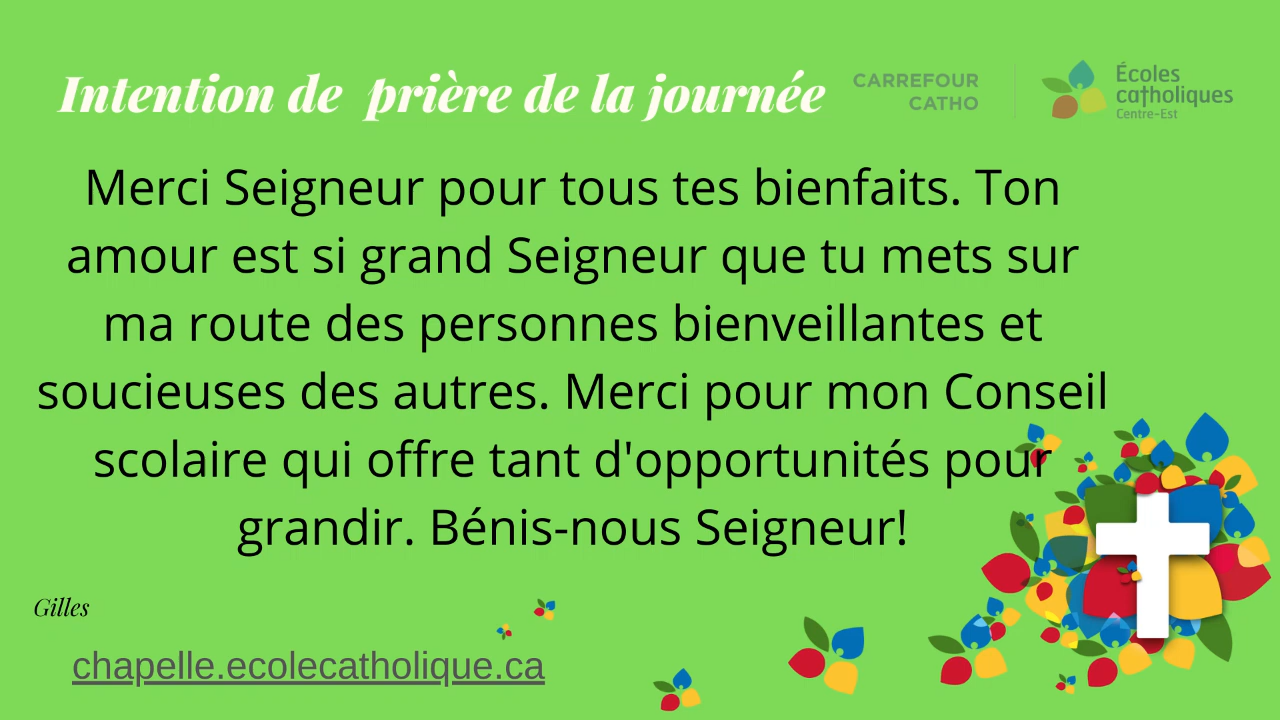 Intention de prière de la journée
CARREFOUR
CATHO
Écoles
catholiques
Centre-Est
Merci Seigneur pour tous tes bienfaits. Ton
amour est si grand Seigneur que tu mets sur
ma route des personnes bienveillantes et
soucieuses des autres. Merci pour mon Conseil
scolaire qui offre tant d'opportunités pour
grandir. Bénis-nous Seigneur!
Gilles
chapelle.ecolecatholique.ca